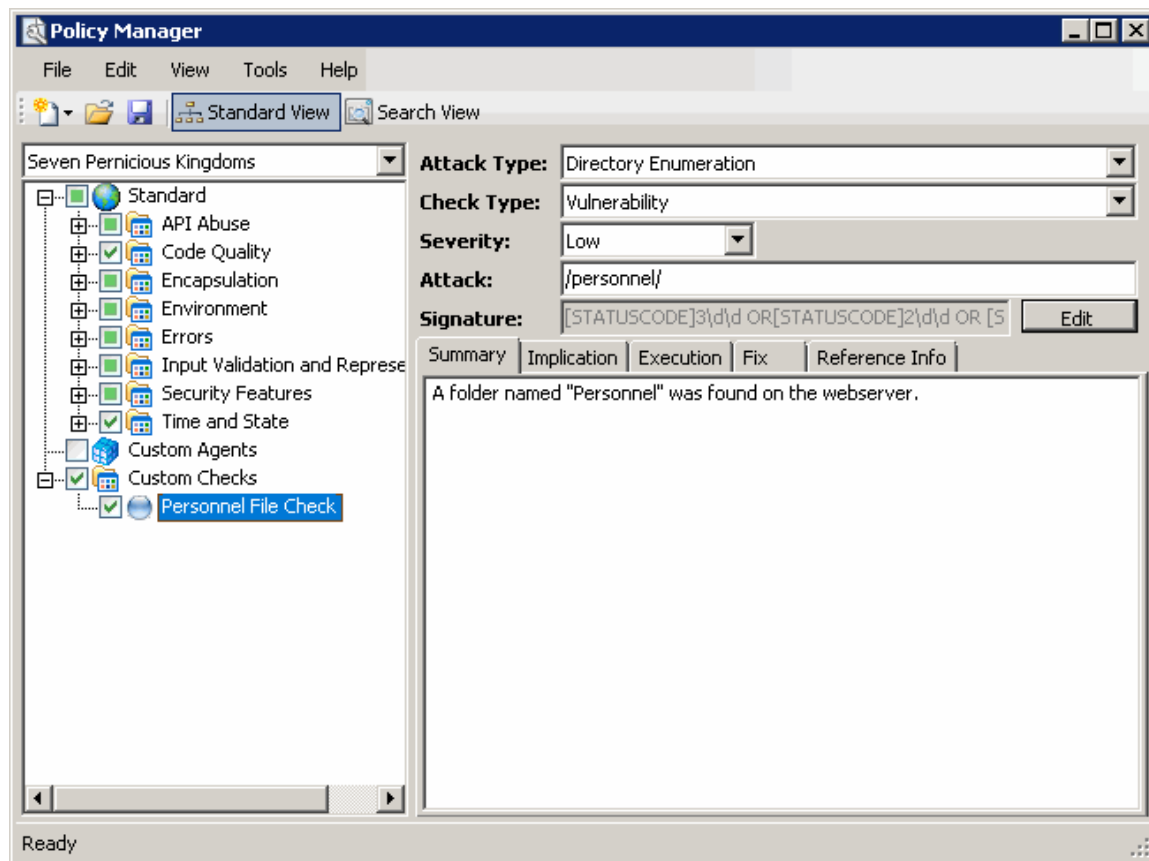 Policy Manager
File Edit View Tools Help
Standard View Search View
Seven Pernicious Kingdoms
Standard
API Abuse
Code Quality
Encapsulation
Environment
Errors
Input Validation and Represe
Security Features
Time and State
Custom Agents
Custom Checks
Personnel File Check
Attack Type: Directory Enumeration
Check Type: Vulnerability
Severity: Low
Attack: /personnel/
Signature: [STATUSCODE]3\d\d OR[STATUSCODE]2\d\d OR [S Edit
Summary Implication Execution Fix Reference Info
A folder named "Personnel" was found on the webserver.
Ready